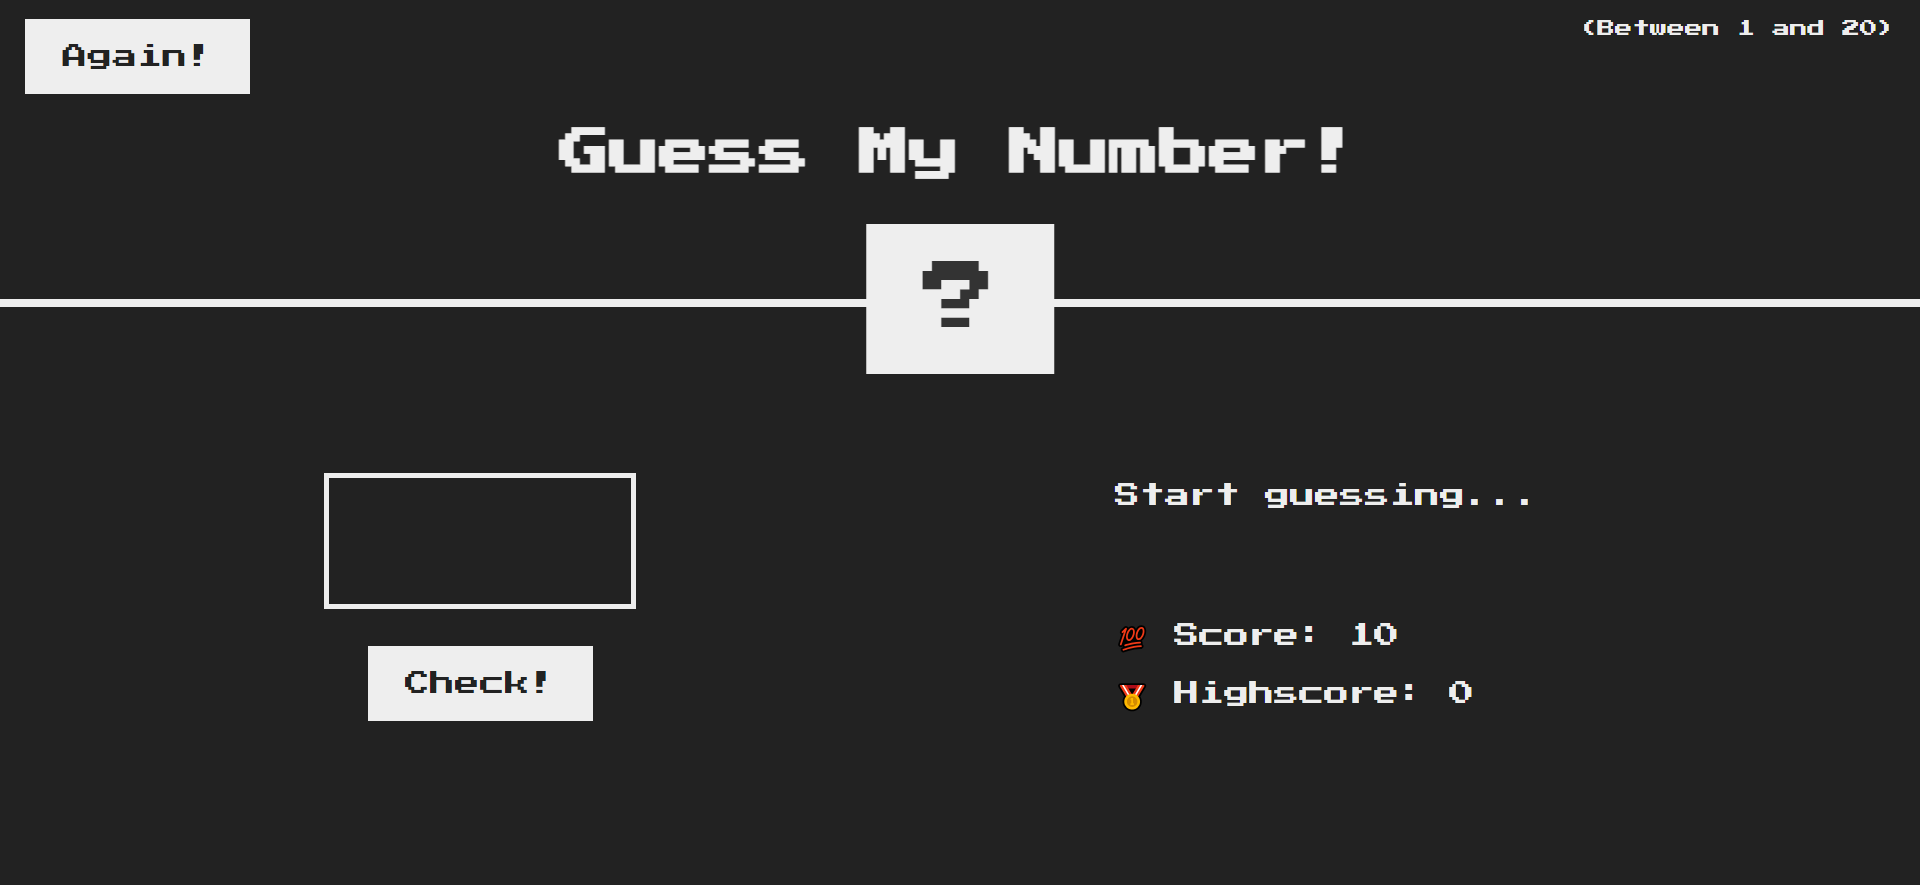 Again!
(Between 1 and 20)
Guess My Number!
?
Start guessing...
💯 Score: 10
🥇 Highscore: 0
Check!